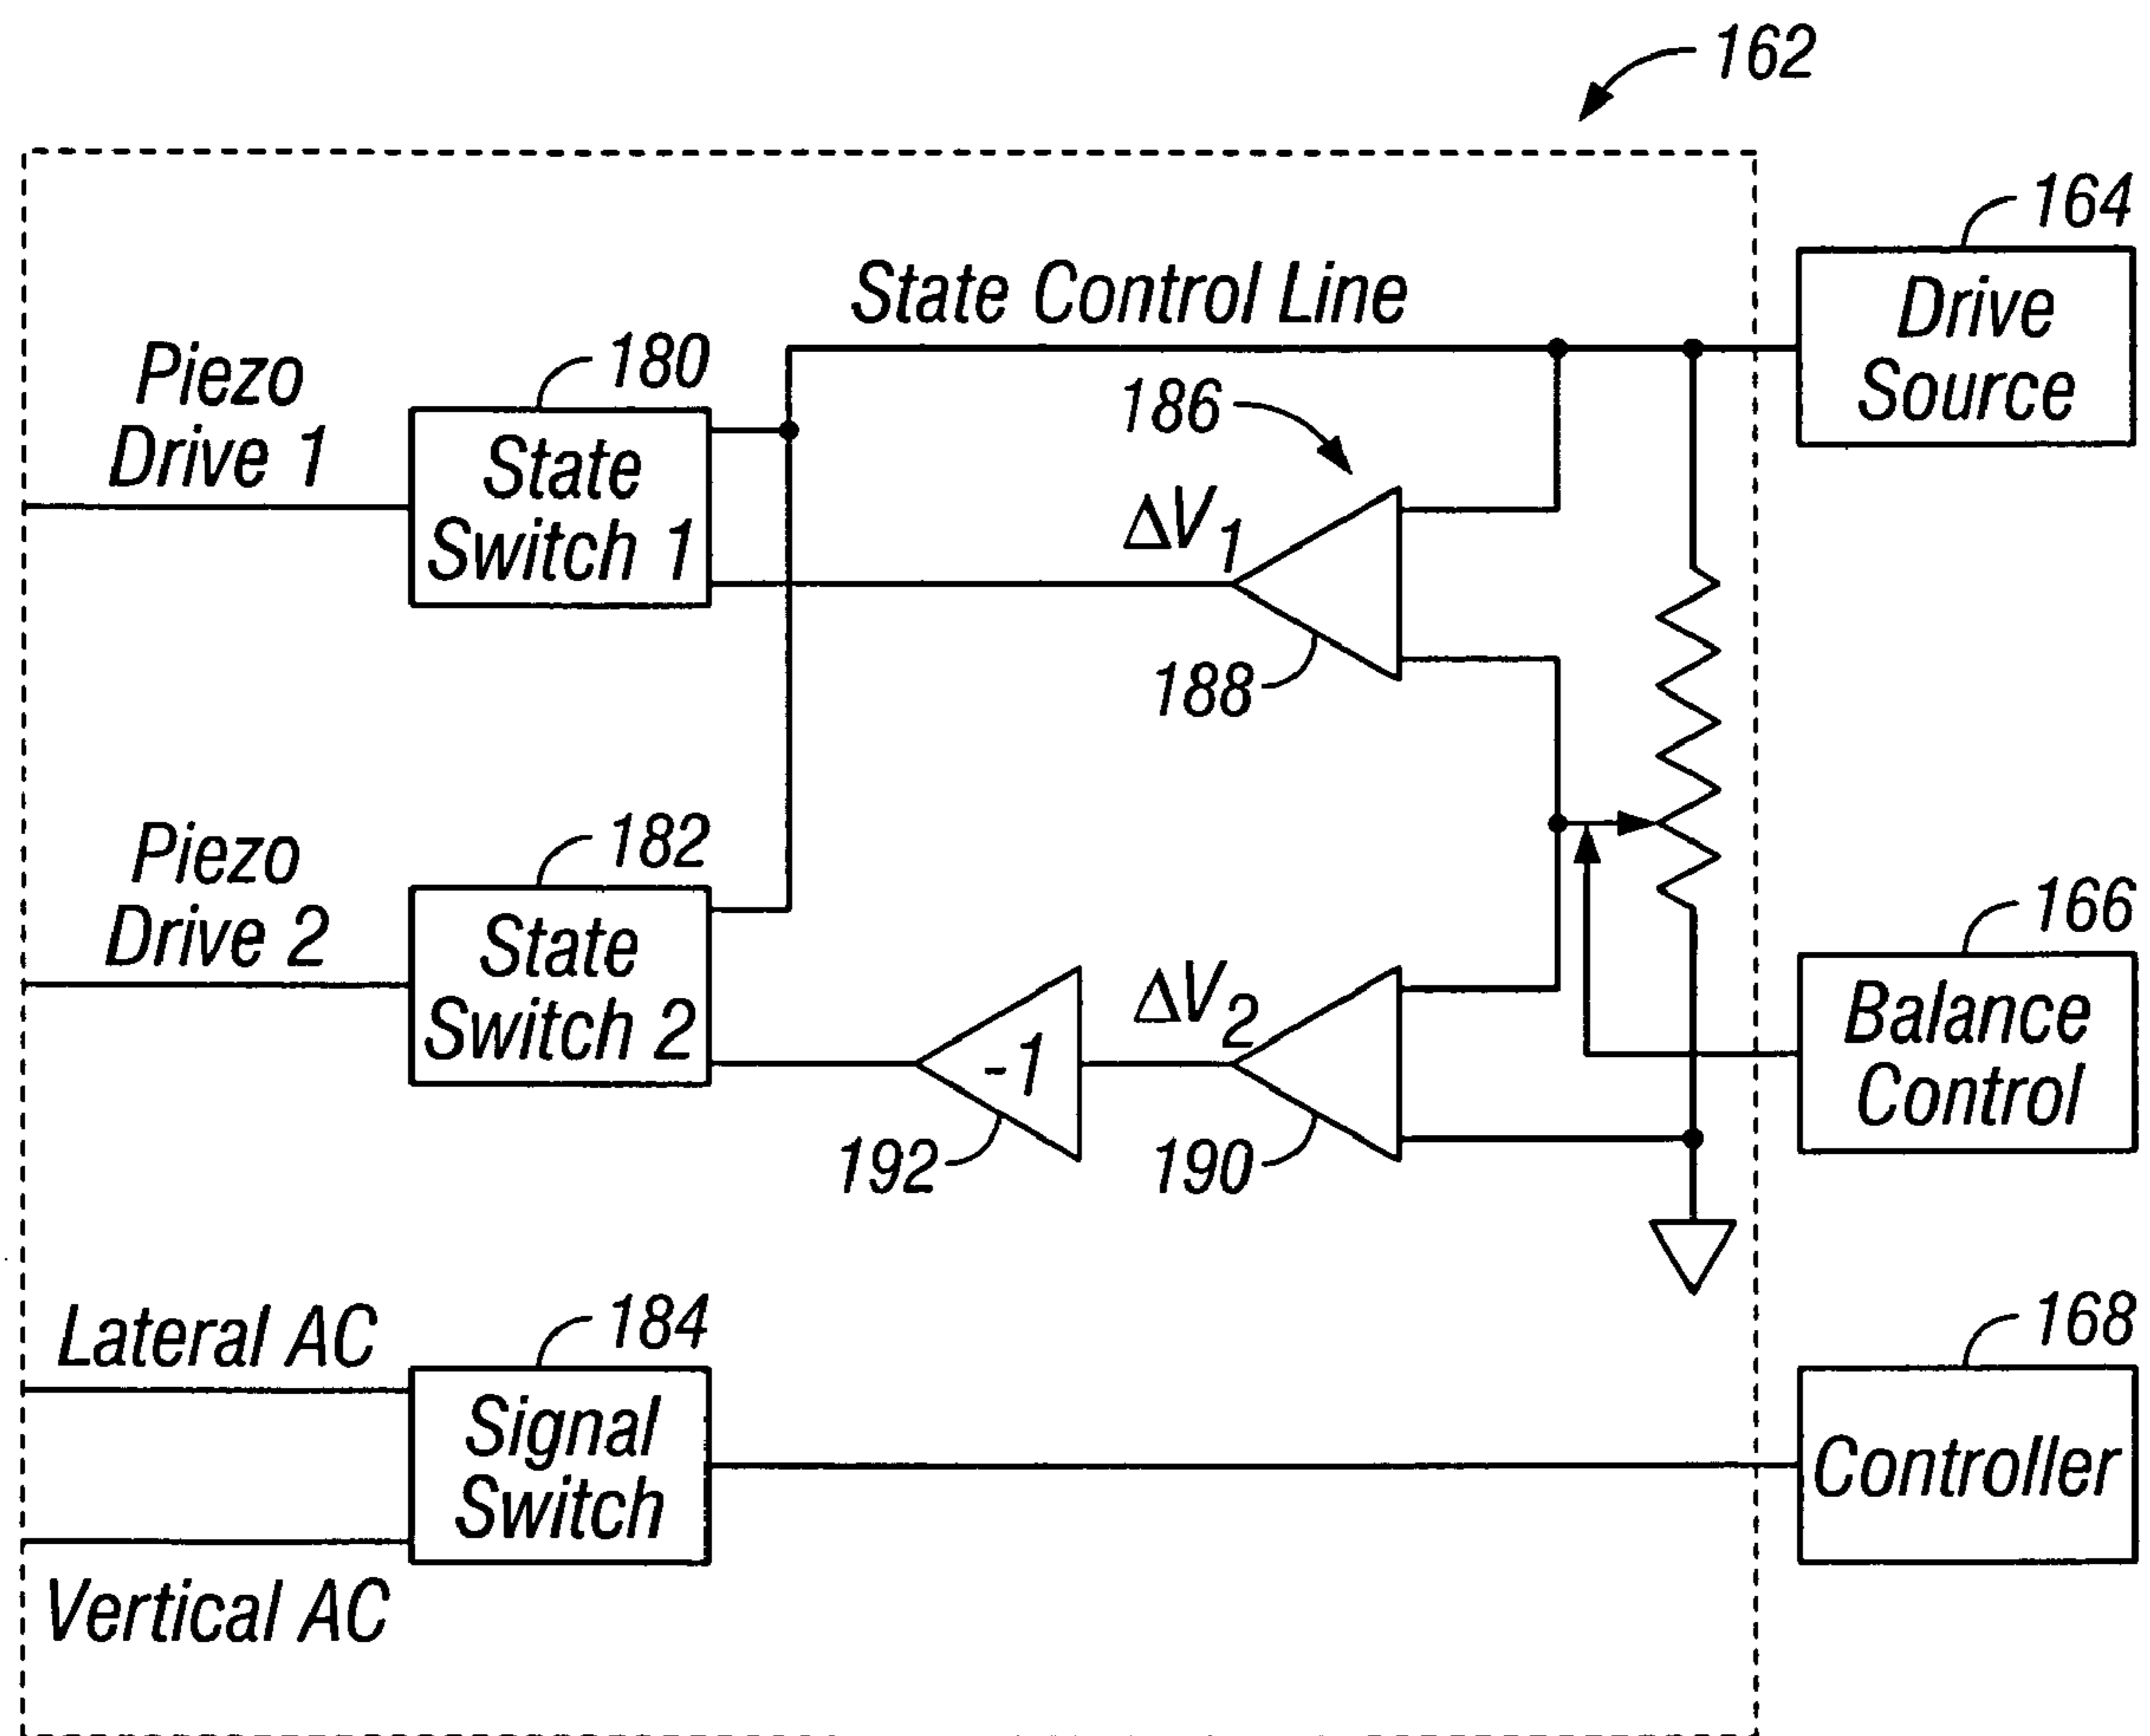 162
164
Drive
Source
State Control Line
180
Piezo
Drive 1
State
Switch 1
186
ΔV1
188
182
Piezo
Drive 2
State
Switch 2
166
Balance
Control
ΔV2
-1
192
190
184
Lateral AC
Signal
Switch
168
Controller
Vertical AC